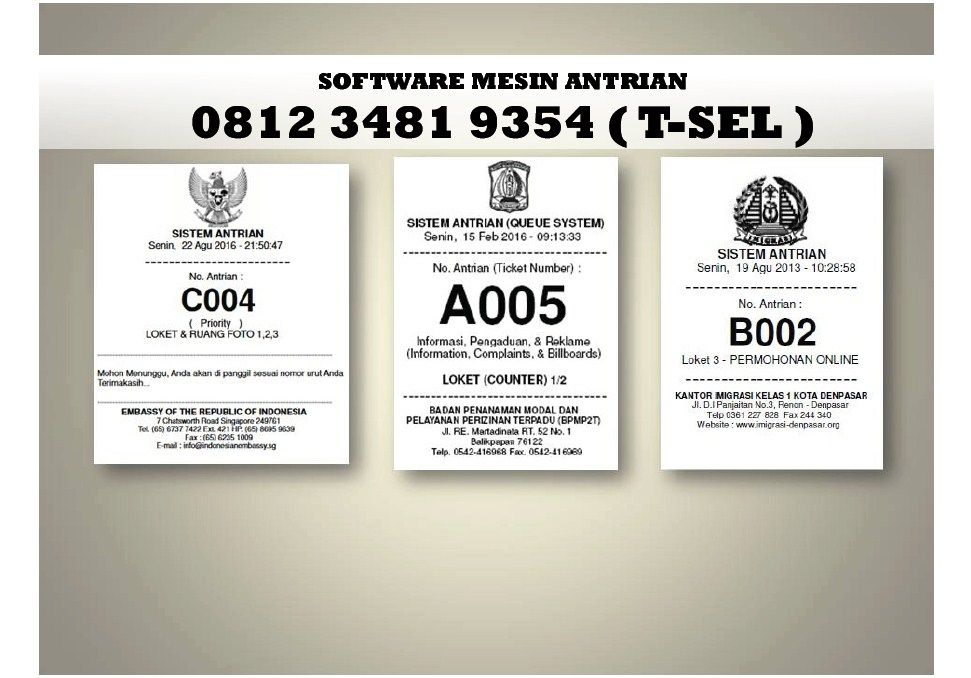 SOFTWARE MESIN ANTRIAN
0812 3481 9354 ( T-SEL )
SISTEM ANTRIAN
Senin, 22 Agu 2016 - 21:50:47
No. Antrian :
C004
( Priority )
LOKET & RUANG FOTO 1,2,3
Mohon Menunggu, Anda akan di panggil sesuai nomor urut Anda
Terimakasih...
EMBASSY OF THE REPUBLIC OF INDONESIA
7 Chatsworth Road Singapore 249761
Tel. (65) 6737 7422 Ext. 421 HP. (65) 8695 9639
Fax : (65) 6235 1009
E-mail : info@indonesianembassy.sg
SISTEM ANTRIAN (QUEUE SYSTEM)
Senin, 15 Feb 2016 - 09:13:33
No. Antrian (Ticket Number) :
A005
Informasi, Pengaduan, & Reklame
(Information, Complaints, & Billboards)
LOKET (COUNTER) 1/2
BADAN PENANAMAN MODAL DAN
PELAYANAN PERIZINAN TERPADU (BPMP2T)
Jl. RE. Martadinata RT. 52 No. 1
Balikpapan 76122
Telp. 0542-416968 Fax. 0542-416969
IMIGRASI
SISTEM ANTRIAN
Senin, 19 Agu 2013 - 10:28:58
No. Antrian :
B002
Loket 3 - PERMOHONAN ONLINE
KANTOR IMIGRASI KELAS 1 KOTA DENPASAR
Jl. D.I Panjaitan No.3, Renon - Denpasar
Telp 0361 227 828 Fax 244 340
Website : www.imigrasi-denpasar.org